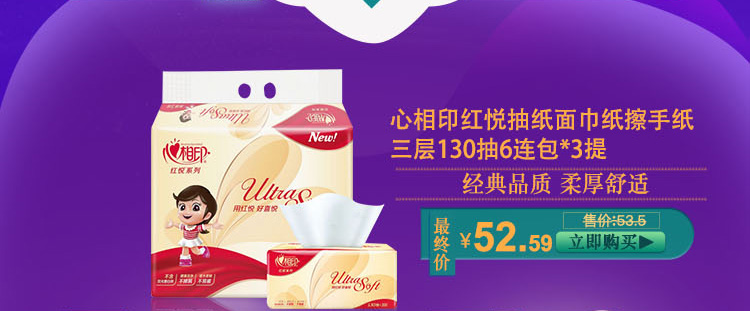 心相印红悦抽纸面巾纸擦手纸
三层130抽6连包*3提
经典品质 柔厚舒适
最终价
¥52.59
售价:53.5
立即购买▶
New!
心相印
红悦系列
Ultra Soft
用红悦 好喜悦
心相印
Ultra Soft